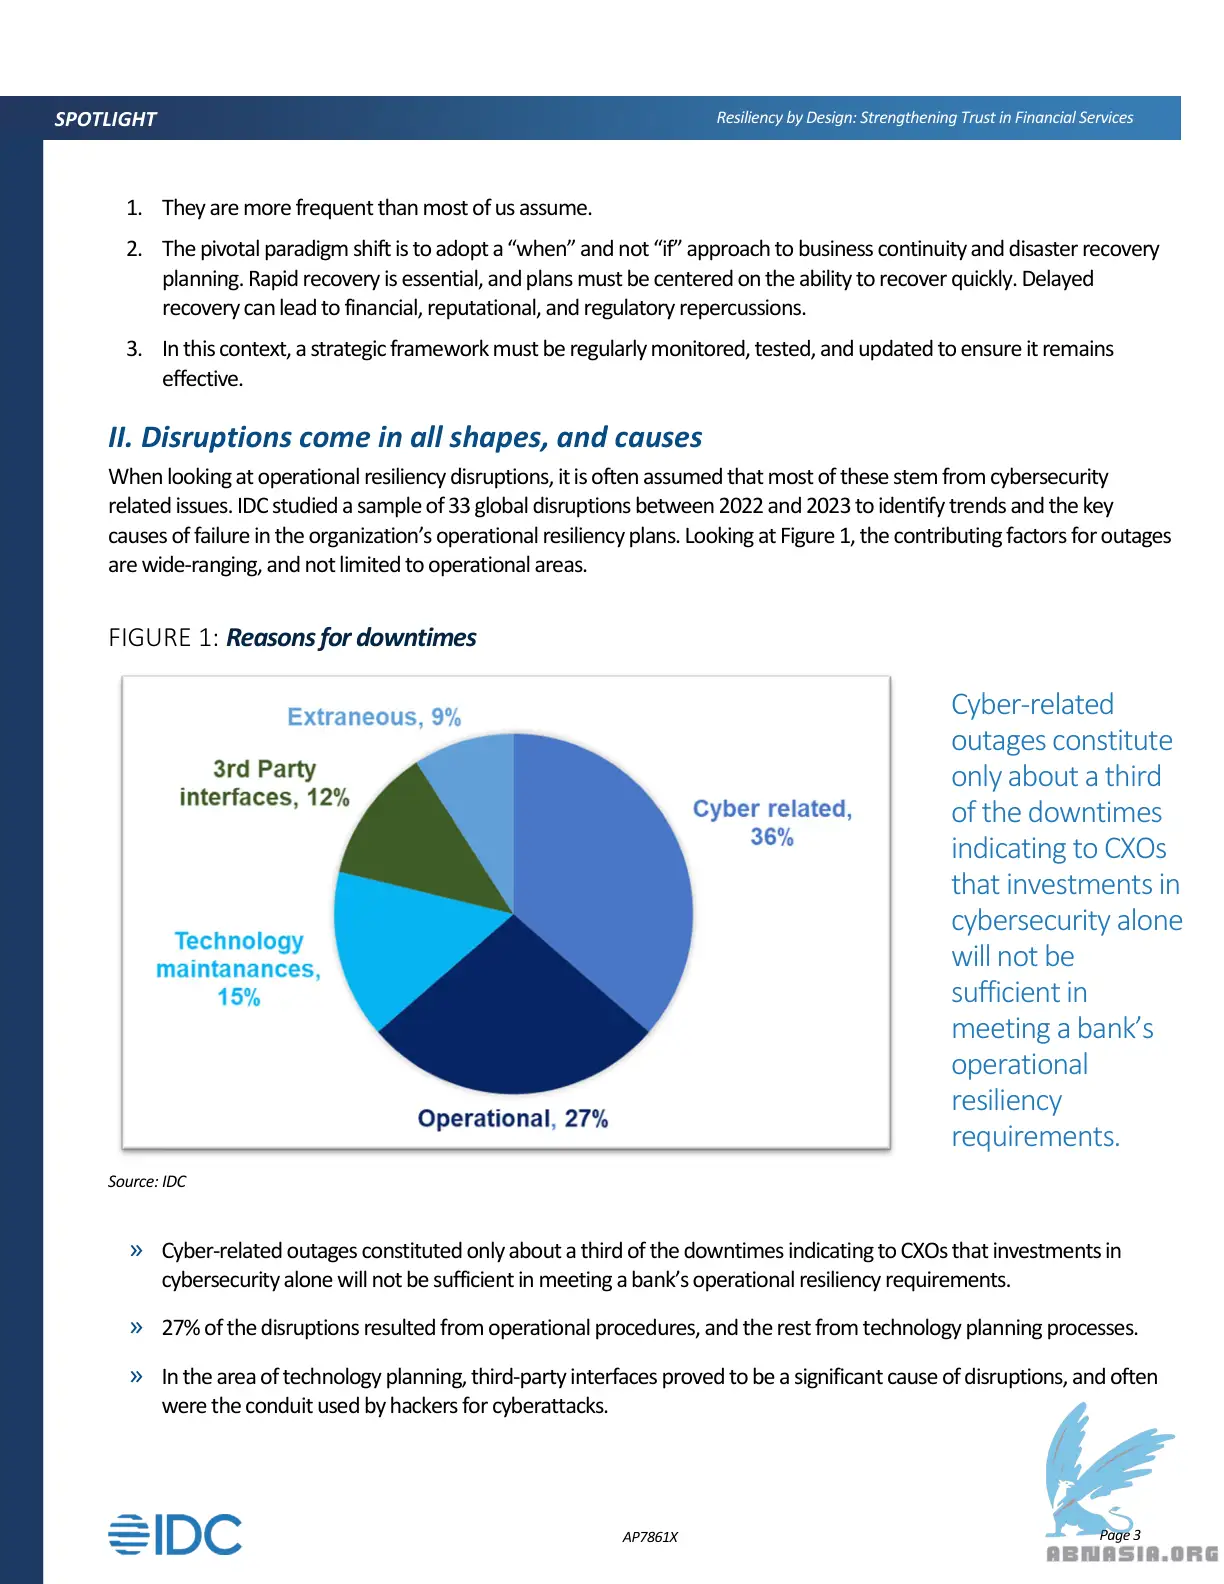 SPOTLIGHT
Resiliency by Design: Strengthening Trust in Financial Services
1. They are more frequent than most of us assume.
2. The pivotal paradigm shift is to adopt a “when” and not “if” approach to business continuity and disaster recovery
planning. Rapid recovery is essential, and plans must be centered on the ability to recover quickly. Delayed
recovery can lead to financial, reputational, and regulatory repercussions.
3. In this context, a strategic framework must be regularly monitored, tested, and updated to ensure it remains
effective.
II. Disruptions come in all shapes, and causes
When looking at operational resiliency disruptions, it is often assumed that most of these stem from cybersecurity
related issues. IDC studied a sample of 33 global disruptions between 2022 and 2023 to identify trends and the key
causes of failure in the organization’s operational resiliency plans. Looking at Figure 1, the contributing factors for outages
are wide-ranging, and not limited to operational areas.
FIGURE 1: Reasons for downtimes
Extraneous, 9%
3rd Party
interfaces, 12%
Cyber related,
36%
Technology
maintanances,
15%
Operational, 27%
Cyber-related
outages constitute
only about a third
of the downtimes
indicating to CXOs
that investments in
cybersecurity alone
will not be
sufficient in
meeting a bank’s
operational
resiliency
requirements.
Source: IDC
» Cyber-related outages constituted only about a third of the downtimes indicating to CXOs that investments in
cybersecurity alone will not be sufficient in meeting a bank’s operational resiliency requirements.
» 27% of the disruptions resulted from operational procedures, and the rest from technology planning processes.
» In the area of technology planning, third-party interfaces proved to be a significant cause of disruptions, and often
were the conduit used by hackers for cyberattacks.
IDC
AP7861X
Page 3
ABNASIA.ORG